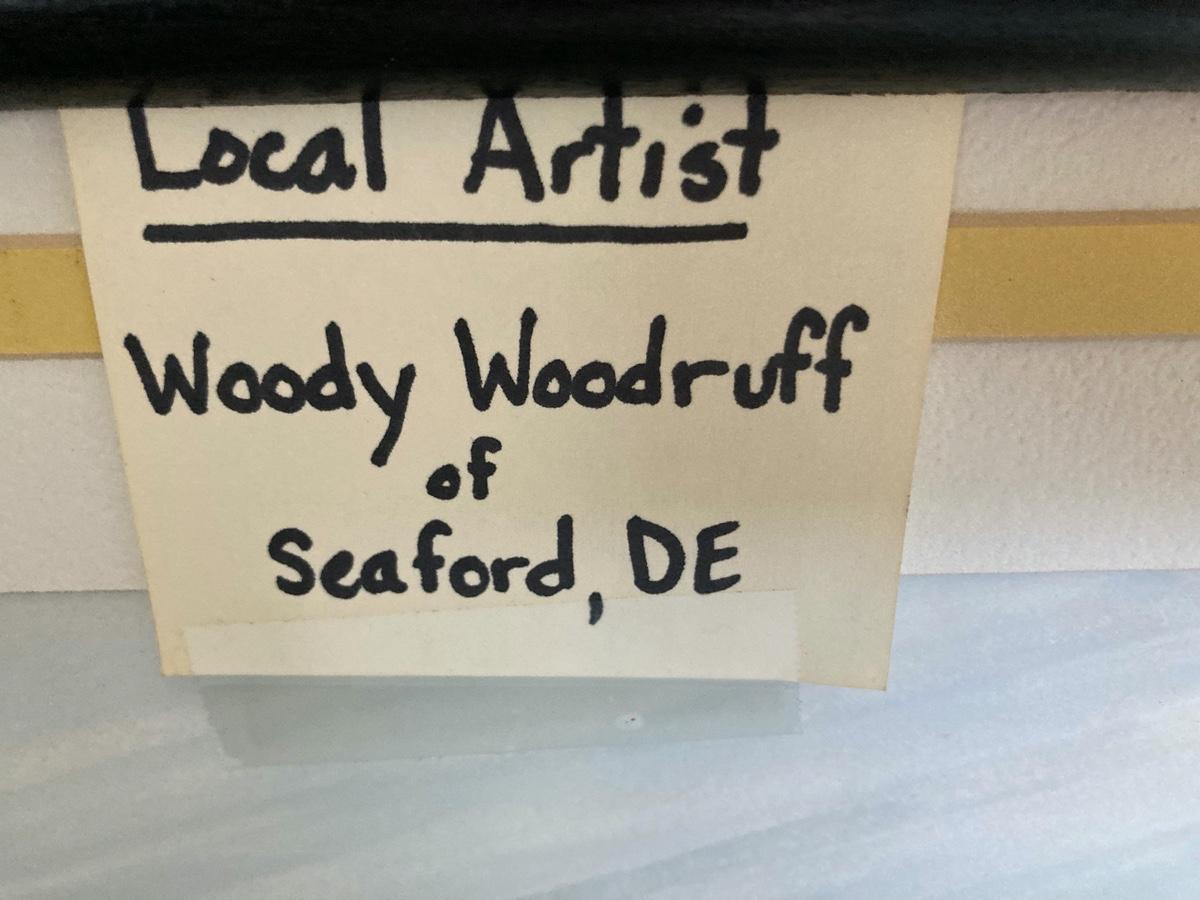 Local Artist
Woody Woodruff
of
Seaford, DE